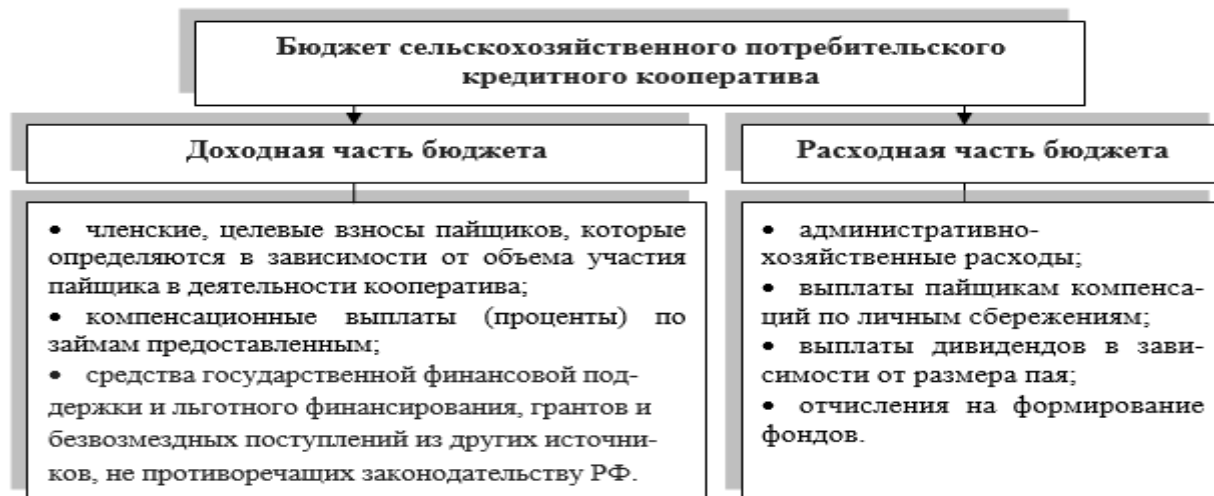 Бюджет сельскохозяйственного потребительского
кредитного кооператива
Доходная часть бюджета
Расходная часть бюджета
• членские, целевые взносы пайщиков, которые
определяются в зависимости от объема участия
пайщика в деятельности кооператива;
• компенсационные выплаты (проценты) по
займам предоставленным;
• средства государственной финансовой под-
держки и льготного финансирования, грантов и
безвозмездных поступлений из других источни-
ков, не противоречащих законодательству РФ.
• административно-
хозяйственные расходы;
• выплаты пайщикам компенса-
ций по личным сбережениям;
• выплаты дивидендов в зави-
симости от размера пая;
• отчисления на формирование
фондов.